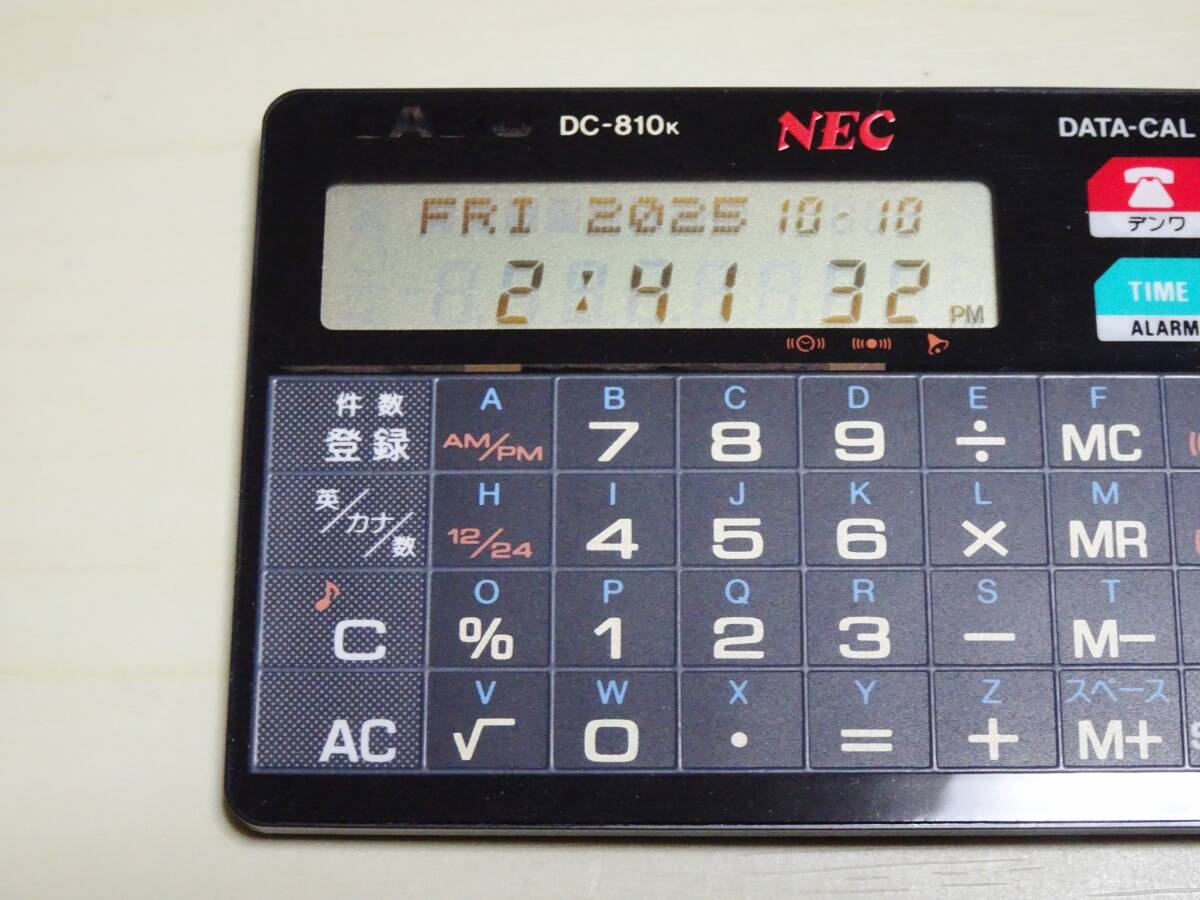 DC-810K NEC DATA-CAL
FRI 2025 10-10
2:41 32 PM
デンワ
TIME
ALARM
件数 A B C D E F
登録 AM/PM 7 8 9 ÷ MC
英/カナ/数 H I J K L M
12/24 4 5 6 × MR
O P Q R S T
C % 1 2 3 − M−
V W X Y Z スペース
AC √ 0 · = + M+